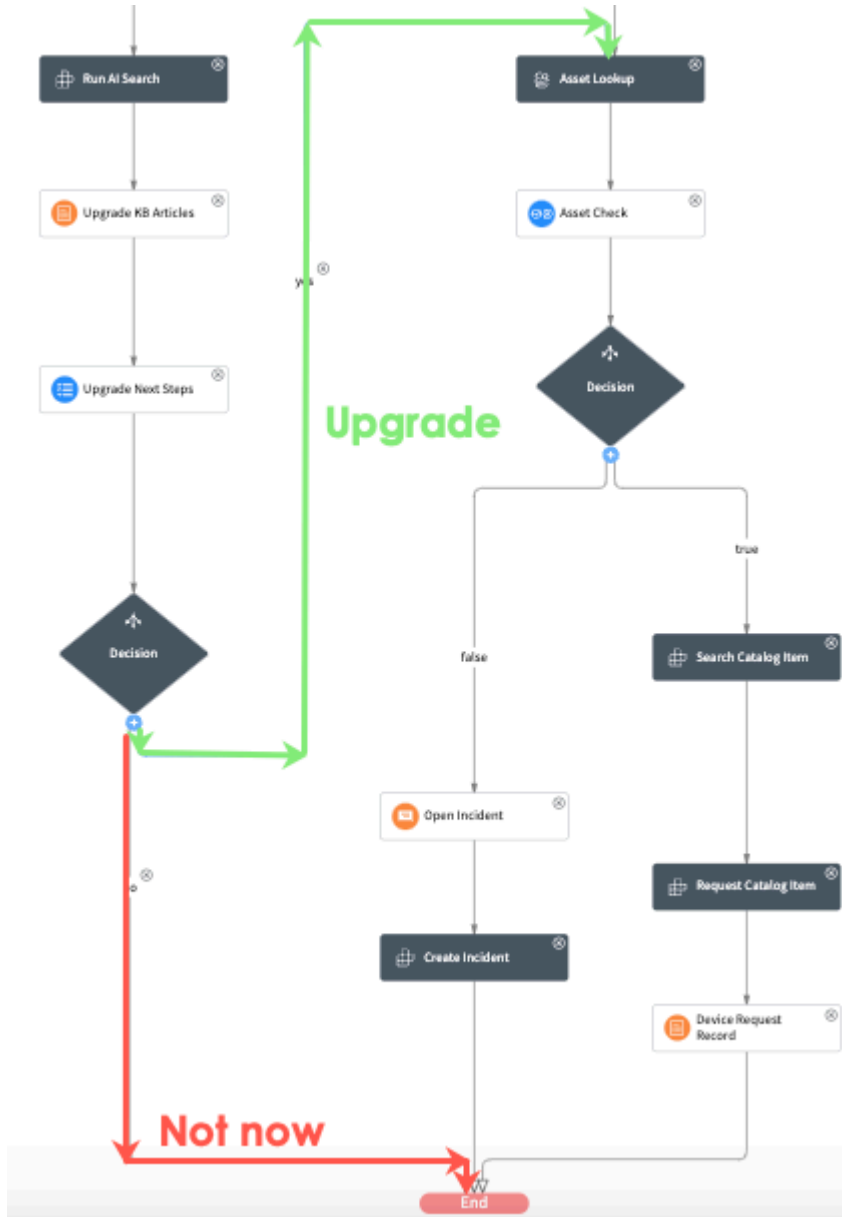 Run AI Search
Upgrade KB Articles
Upgrade Next Steps
Decision
yes
Upgrade
Asset Lookup
Asset Check
Decision
false
true
Open Incident
Create Incident
Search Catalog Item
Request Catalog Item
Device Request
Record
Not now
End